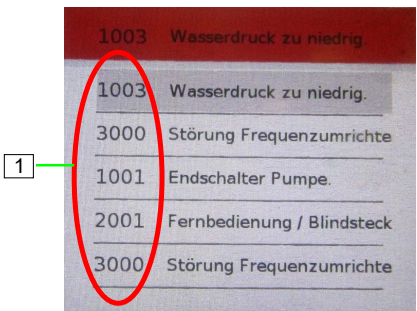 1003 Wasserdruck zu niedrig.
1003 Wasserdruck zu niedrig.
3000 Störung Frequenzumrichte
1 1001 Endschalter Pumpe.
2001 Fernbedienung / Blindsteck
3000 Störung Frequenzumrichte